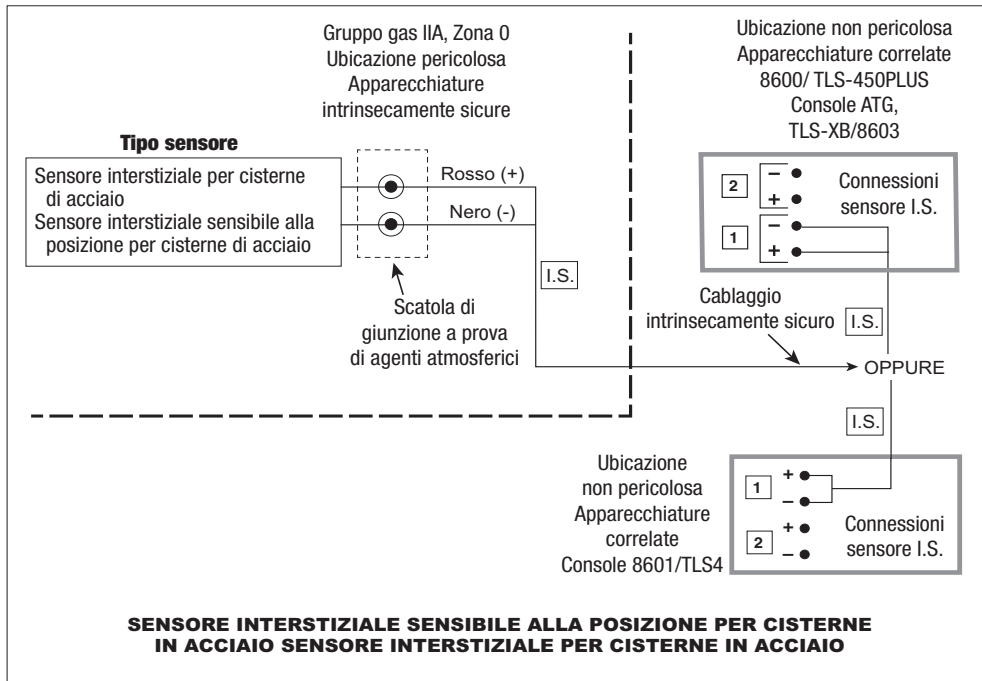 Gruppo gas IIA, Zona 0
Ubicazione pericolosa
Apparecchiature
intrinsecamente sicure
Ubicazione non pericolosa
Apparecchiature correlate
8600/ TLS-450PLUS
Console ATG,
TLS-XB/8603
Tipo sensore
Sensore interstiziale per cisterne
di acciaio
Sensore interstiziale sensibile alla
posizione per cisterne di acciaio
Rosso (+)
Nero (-)
I.S.
Scatola di
giunzione a prova
di agenti atmosferici
2
–
+
1
–
+
Connessioni
sensore I.S.
Cablaggio
intrinsecamente sicuro
I.S.
OPPURE
I.S.
Ubicazione
non pericolosa
Apparecchiature
correlate
Console 8601/TLS4
1
+
–
2
+
–
Connessioni
sensore I.S.
SENSORE INTERSTIZIALE SENSIBILE ALLA POSIZIONE PER CISTERNE
IN ACCIAIO SENSORE INTERSTIZIALE PER CISTERNE IN ACCIAIO